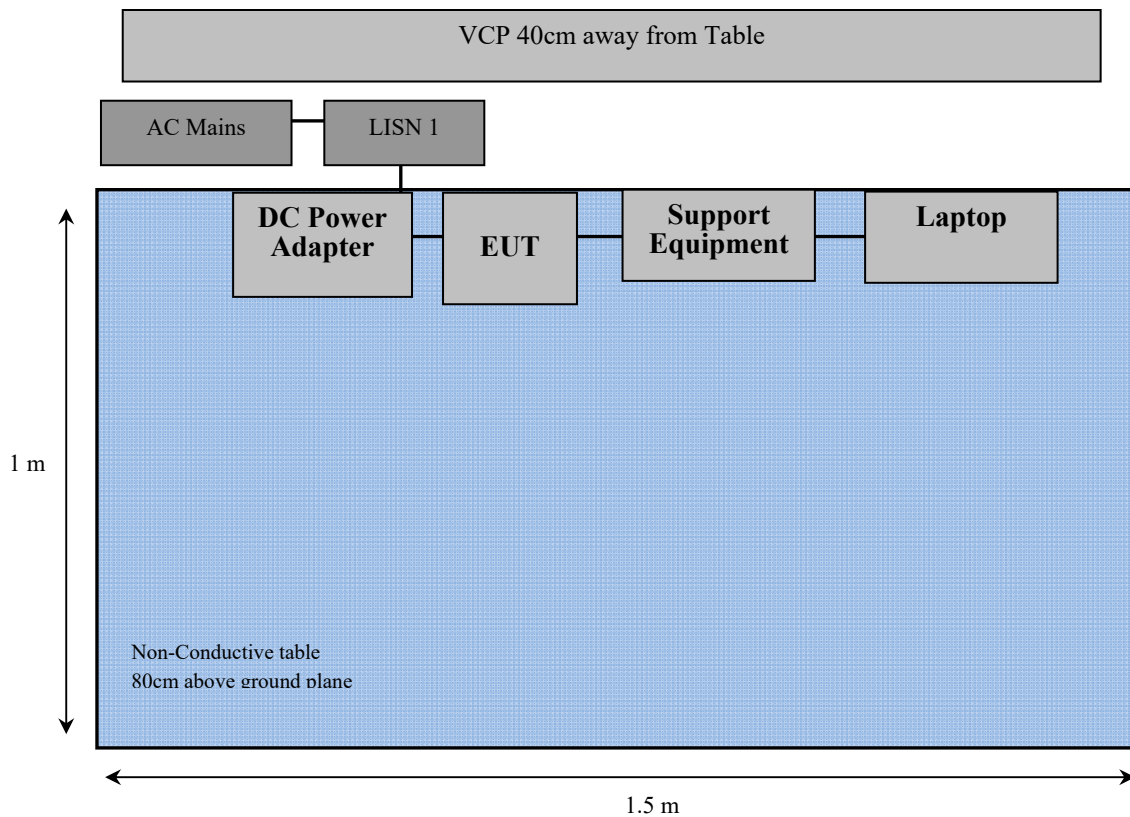 VCP 40cm away from Table
AC Mains
LISN 1
DC Power
Adapter
EUT
Support
Equipment
Laptop
1 m
Non-Conductive table
80cm above ground plane
1.5 m